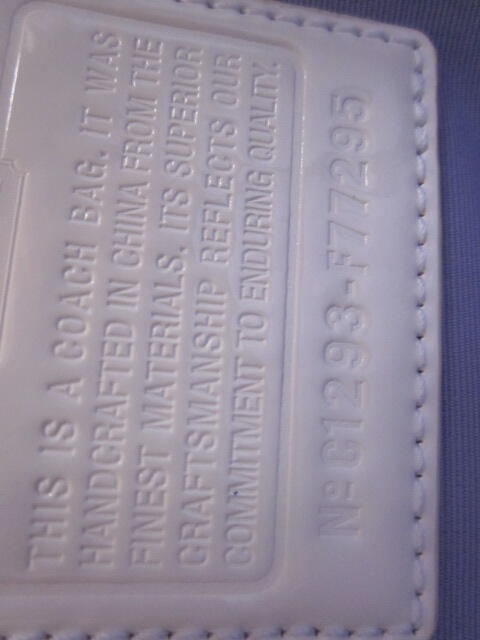 THIS IS A COACH BAG. IT WAS
HANDCRAFTED IN CHINA FROM THE
FINEST MATERIALS. ITS SUPERIOR
CRAFTSMANSHIP REFLECTS OUR
COMMITMENT TO ENDURING QUALITY.
Nº C1293-F77295